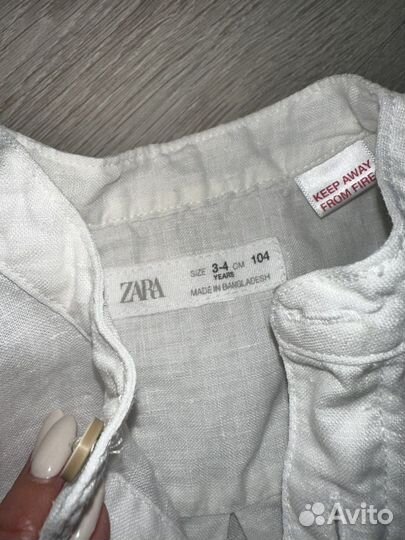 KEEP AWAY
FROM FIRE
ZARA
SIZE 3-4 CM 104
YEARS
MADE IN BANGLADESH
Avito